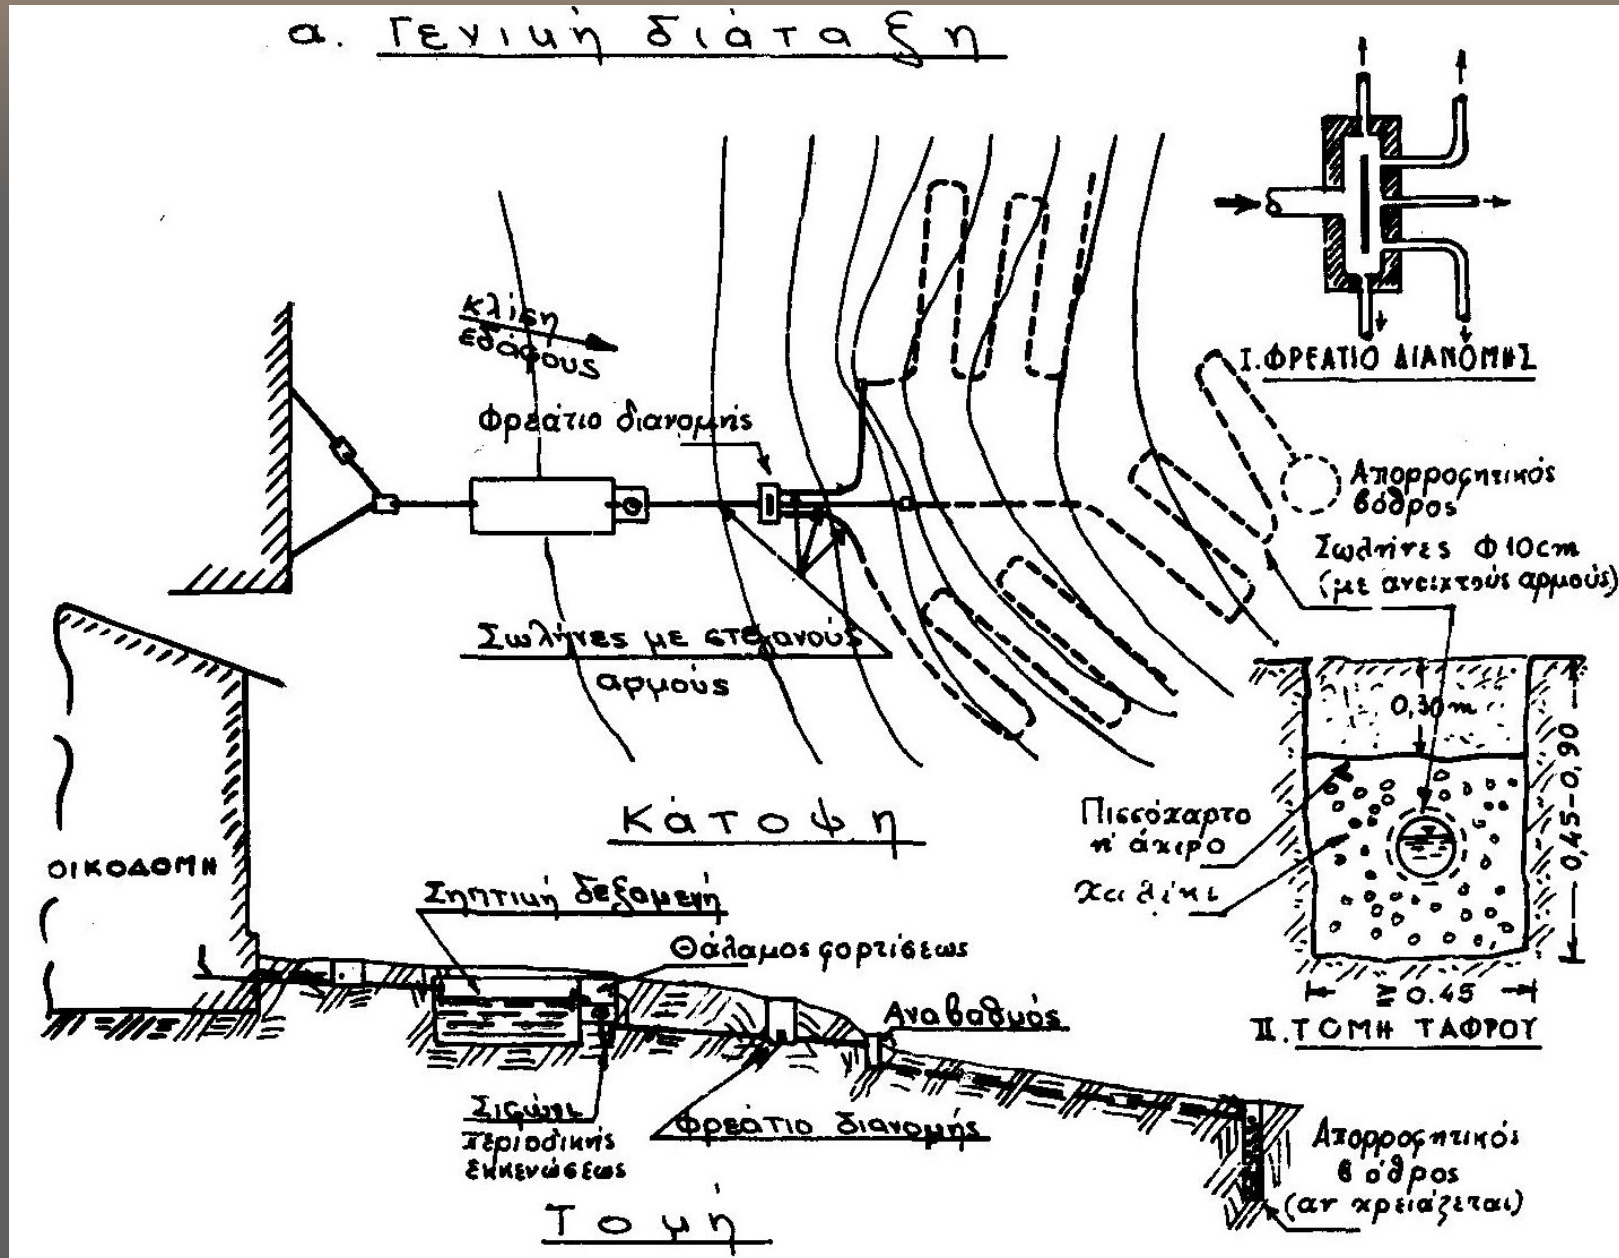 α. Γενική διάταξη
Κλίση
εδάφους
Φρεάτιο διανομής
Ι. ΦΡΕΑΤΙΟ ΔΙΑΝΟΜΗΣ
Απορροφητικός
βόθρος
Σωλήνες Φ10cm
(με ανοιχτούς αρμούς)
Σωλήνες με στεγανούς
αρμούς
0,30m
0,45-0,90
Κάτοψη
Πισσόχαρτο
ή άχυρο
Χαλίκι
≥ 0.45
ΙΙ. ΤΟΜΗ ΤΑΦΡΟΥ
ΟΙΚΟΔΟΜΗ
Σηπτική δεξαμενή
Θάλαμος φορτίσεως
Αναβαθμός
Σιφώνι
περιοδικής
εκκενώσεως
Φρεάτιο διανομής
Απορροφητικός
βόθρος
(αν χρειάζεται)
Τομή